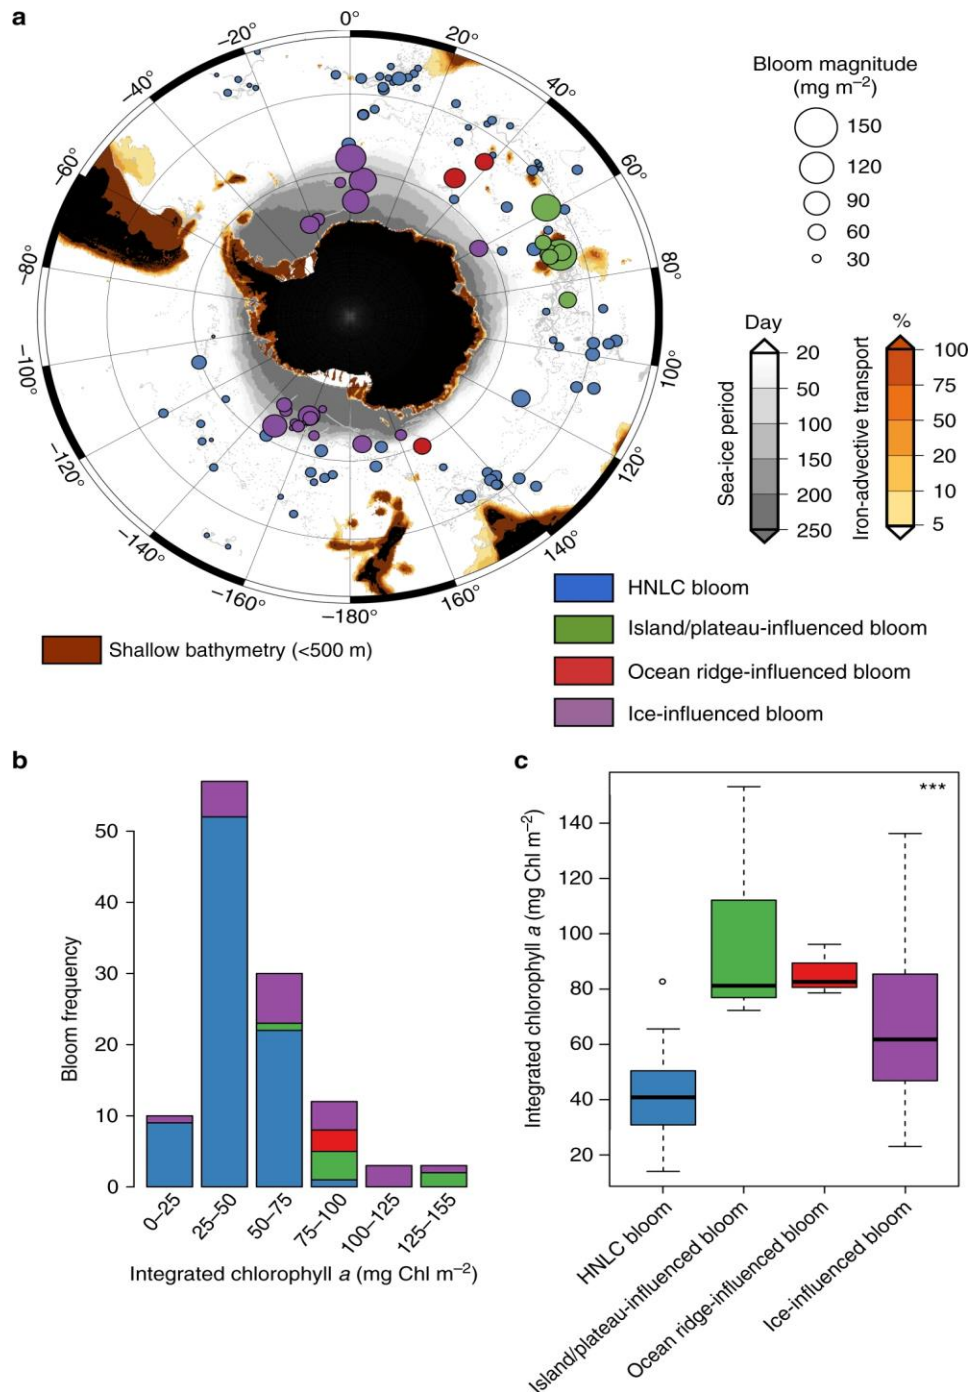 a
0°
20°
40°
60°
80°
100°
120°
140°
160°
−180°
−160°
−140°
−120°
−100°
−80°
−60°
−40°
−20°
Bloom magnitude
(mg m⁻²)
150
120
90
60
30
Day
20
50
100
150
200
250
Sea-ice period
%
100
75
50
20
10
5
Iron-advective transport
HNLC bloom
Island/plateau-influenced bloom
Ocean ridge-influenced bloom
Ice-influenced bloom
Shallow bathymetry (<500 m)
b
Bloom frequency
50
40
30
20
10
0
0–25
25–50
50–75
75–100
100–125
125–155
Integrated chlorophyll a (mg Chl m⁻²)
c
***
Integrated chlorophyll a (mg Chl m⁻²)
140
120
100
80
60
40
20
HNLC bloom
Island/plateau-influenced bloom
Ocean ridge-influenced bloom
Ice-influenced bloom